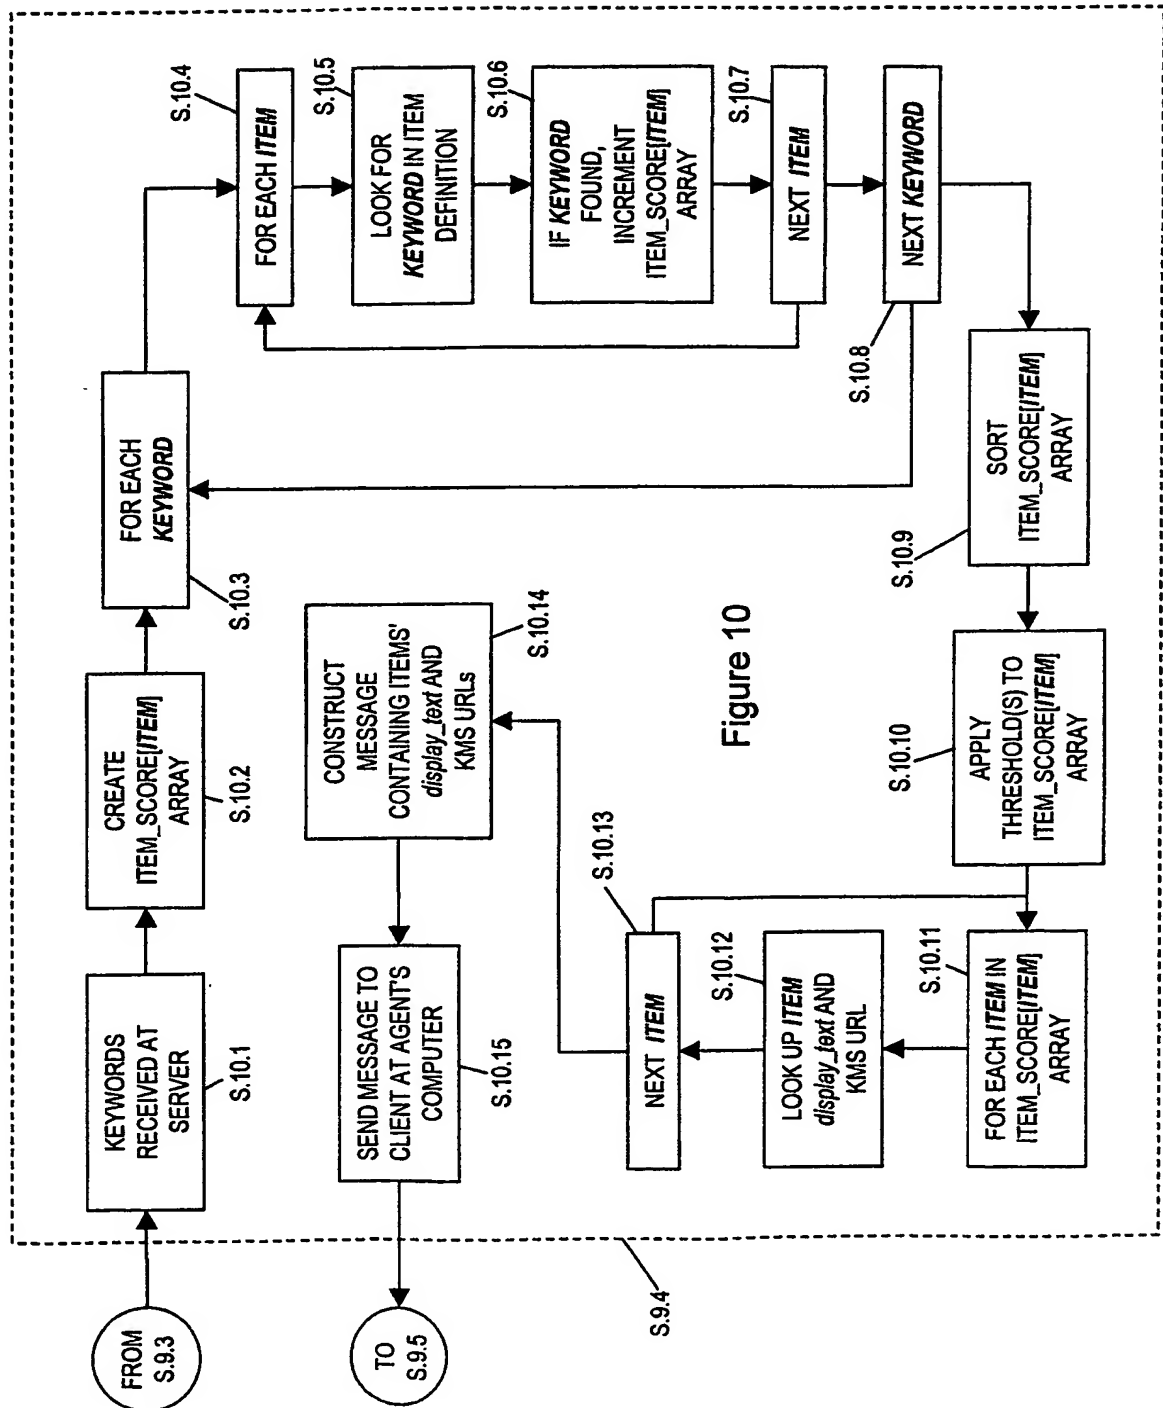 FROM
S.9.3
KEYWORDS
RECEIVED AT
SERVER
S.10.1
CREATE
ITEM_SCORE[ITEM]
ARRAY
S.10.2
FOR EACH
KEYWORD
S.10.3
FOR EACH ITEM
S.10.4
LOOK FOR
KEYWORD IN ITEM
DEFINITION
S.10.5
IF KEYWORD
FOUND,
INCREMENT
ITEM_SCORE[ITEM]
ARRAY
S.10.6
NEXT ITEM
S.10.7
NEXT KEYWORD
S.10.8
SORT
ITEM_SCORE[ITEM]
ARRAY
S.10.9
APPLY
THRESHOLD(S) TO
ITEM_SCORE[ITEM]
ARRAY
S.10.10
FOR EACH ITEM IN
ITEM_SCORE[ITEM]
ARRAY
S.10.11
LOOK UP ITEM
display_text AND
KMS URL
S.10.12
NEXT ITEM
S.10.13
CONSTRUCT
MESSAGE
CONTAINING ITEMS'
display_text AND
KMS URLs
S.10.14
SEND MESSAGE TO
CLIENT AT AGENT'S
COMPUTER
S.10.15
TO
S.9.5
S.9.4
Figure 10